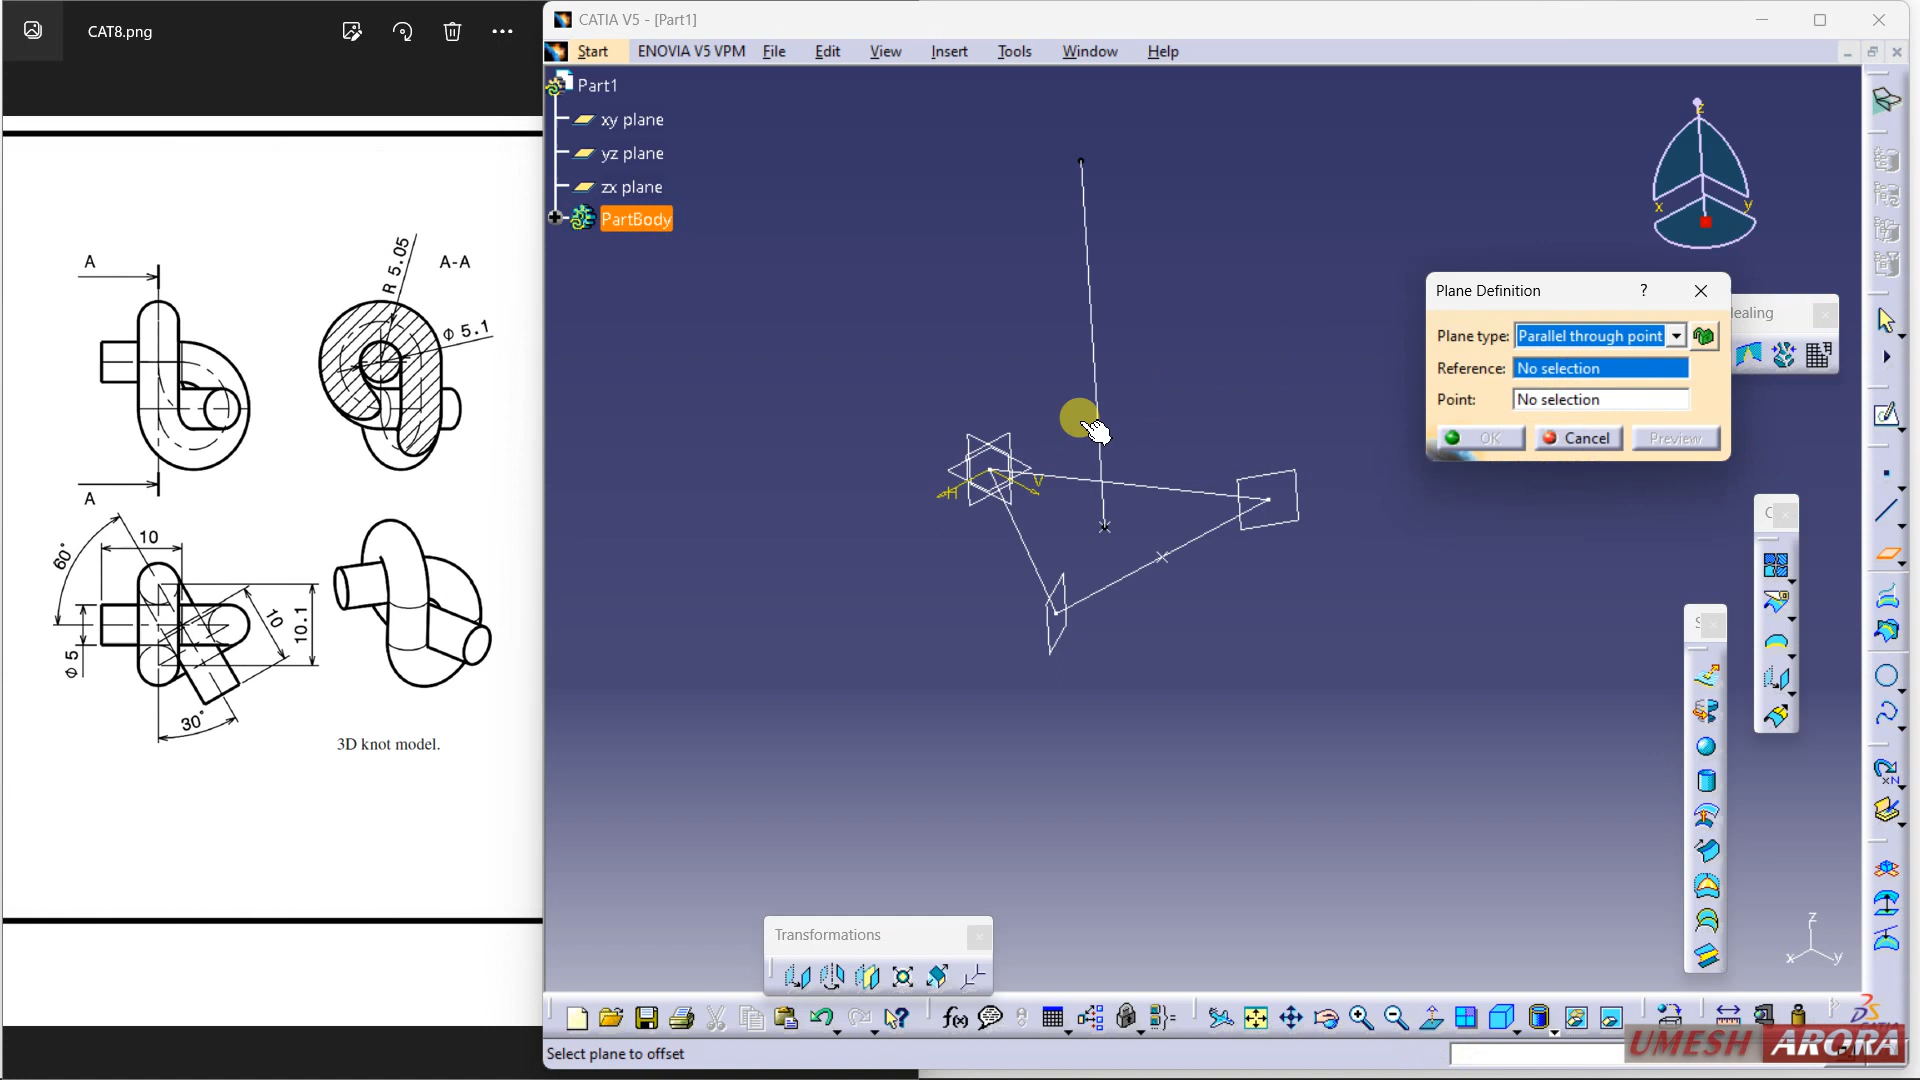 CAT8.png
A
A
A-A
R 5.05
Φ 5.1
60°
10
10
10.1
Φ 5
30°
3D knot model.
CATIA V5 - [Part1]
Start
ENOVIA V5 VPM
File
Edit
View
Insert
Tools
Window
Help
Part1
xy plane
yz plane
zx plane
PartBody
H
V
z
x
y
Plane Definition
?
Plane type:
Parallel through point
Reference:
No selection
Point:
No selection
OK
Cancel
Preview
ealing
C
S
Transformations
z
x
y
Select plane to offset
UMESH ARORA